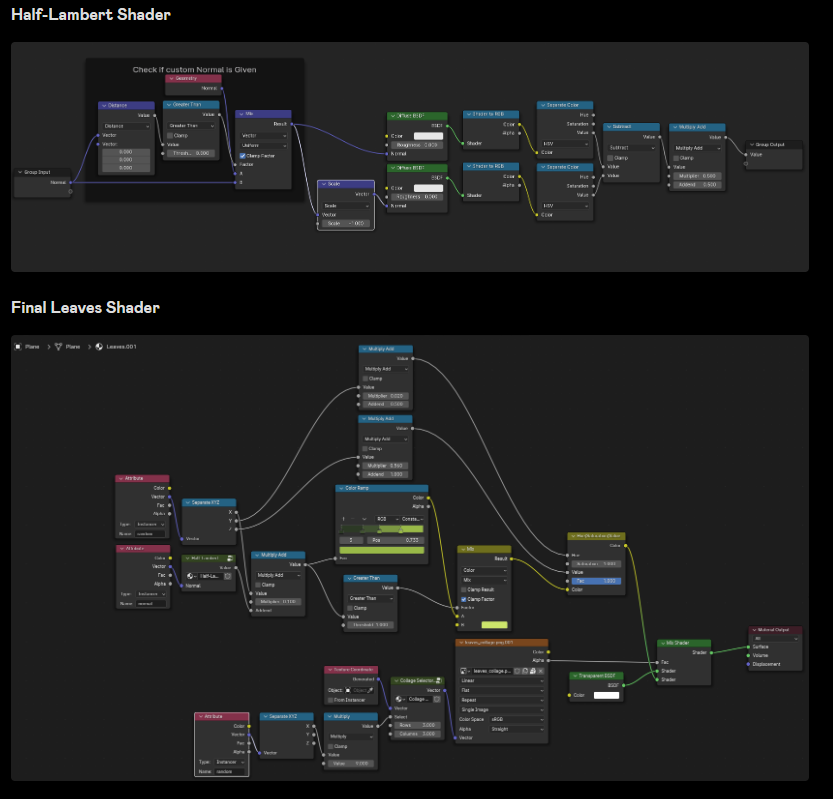 Half-Lambert Shader
Check if custom Normal is Given
Geometry
Normal
Distance
Value
Distance
Vector
Vector
0.000
0.000
0.000
Greater Than
Value
Greater Than
Clamp
Value
0.000
Mix
Result
Vector
Uniform
Clamp Factor
Factor
A
B
Group Input
Normal
Scale
Vector
Scale
Vector
Scale -1.000
Diffuse BSDF
BSDF
Color
Roughness 0.000
Normal
Diffuse BSDF
BSDF
Color
Roughness 0.000
Normal
Shader to RGB
Color
Alpha
Shader
Shader to RGB
Color
Alpha
Shader
Separate Color
Hue
Saturation
Value
HSV
Color
Separate Color
Hue
Saturation
Value
HSV
Color
Subtract
Value
Subtract
Clamp
Value
Value
Multiply Add
Value
Multiply Add
Clamp
Value
Multiplier 0.500
Addend 0.500
Group Output
Value
Final Leaves Shader
Plane > Plane > Leaves.001
Multiply Add
Value
Multiply Add
Clamp
Value
Multiplier
Addend
Multiply Add
Value
Multiply Add
Clamp
Value
Multiplier
Addend 1.000
Attribute
Color
Vector
Fac
Alpha
Type: Instancer
Name: random
Separate XYZ
X
Y
Z
Vector
Attribute
Color
Vector
Fac
Alpha
Type: Instancer
Name: normal
Half-Lambert
Value
Half-La...
Normal
Multiply Add
Value
Multiply Add
Clamp
Value
Multiplier 0.100
Addend
Color Ramp
Color
Alpha
RGB
Consta...
Pos 0.730
Fac
Greater Than
Value
Greater Than
Clamp
Value
Threshold 1.000
Mix
Result
Color
Mix
Clamp Result
Clamp Factor
Factor
A
B
Hue/Saturation/Value
Color
Hue
Saturation 1.000
Value
Fac 1.000
Color
leaves_collage.png.001
Color
Alpha
leaves_collage.p...
Linear
Flat
Repeat
Single Image
Color Space sRGB
Alpha Straight
Vector
Texture Coordinate
Generated
Object:
From Instancer
Collage Selector
Vector
Collage...
Vector
Select
Rows 3.000
Columns 3.000
Attribute
Color
Vector
Fac
Alpha
Type: Instancer
Name: random
Separate XYZ
X
Y
Z
Vector
Multiply
Value
Multiply
Clamp
Value
Value 9.000
Transparent BSDF
BSDF
Color
Mix Shader
Shader
Fac
Shader
Shader
Material Output
All
Surface
Volume
Displacement